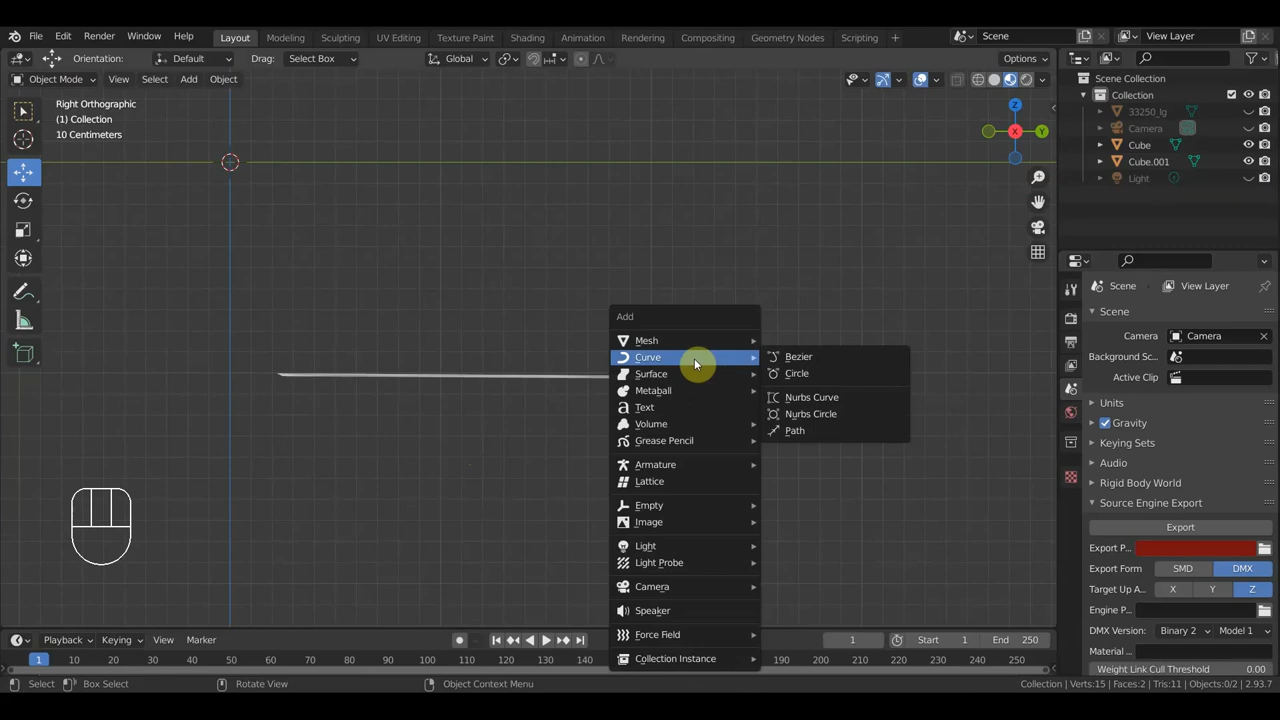 File Edit Render Window Help Layout Modeling Sculpting UV Editing Texture Paint Shading Animation Rendering Compositing Geometry Nodes Scripting + Scene View Layer
Orientation: Default Drag: Select Box Global Options
Object Mode View Select Add Object
Right Orthographic
(1) Collection
10 Centimeters
Z
X
Y
Scene Collection
Collection
33250_lg
Camera
Cube
Cube.001
Light
Add
Mesh
Curve
Surface
Metaball
Text
Volume
Grease Pencil
Armature
Lattice
Empty
Image
Light
Light Probe
Camera
Speaker
Force Field
Collection Instance
Bezier
Circle
Nurbs Curve
Nurbs Circle
Path
Scene View Layer
Scene
Camera Camera
Background Sc...
Active Clip
Units
Gravity
Keying Sets
Audio
Rigid Body World
Source Engine Export
Export
Export P...
Export Form SMD DMX
Target Up A... X Y Z
Engine P...
DMX Version: Binary 2 Model 1
Material ...
Weight Link Cull Threshold 0.00
Playback Keying View Marker 1 Start 1 End 250
1 10 20 30 40 50 60 70 80 90 100 110 120 130 140 180 190 200 210 220 230 240 250
Select Box Select Rotate View Object Context Menu Collection | Verts:15 | Faces:2 | Tris:11 | Objects:0/2 | 2.93.7